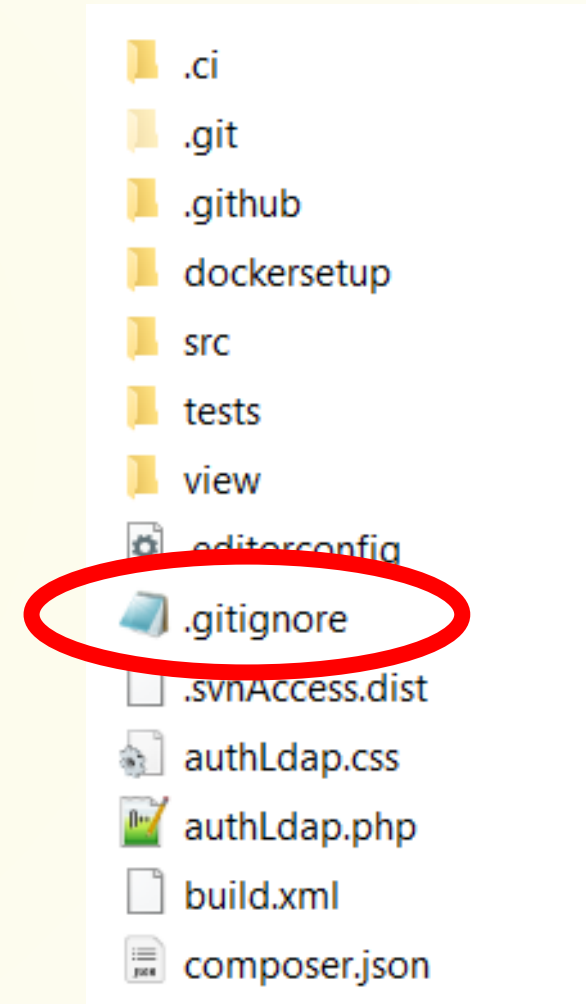 .ci
.git
.github
dockersetup
src
tests
view
.editorconfig
.gitignore
.svnAccess.dist
authLdap.css
authLdap.php
build.xml
composer.json